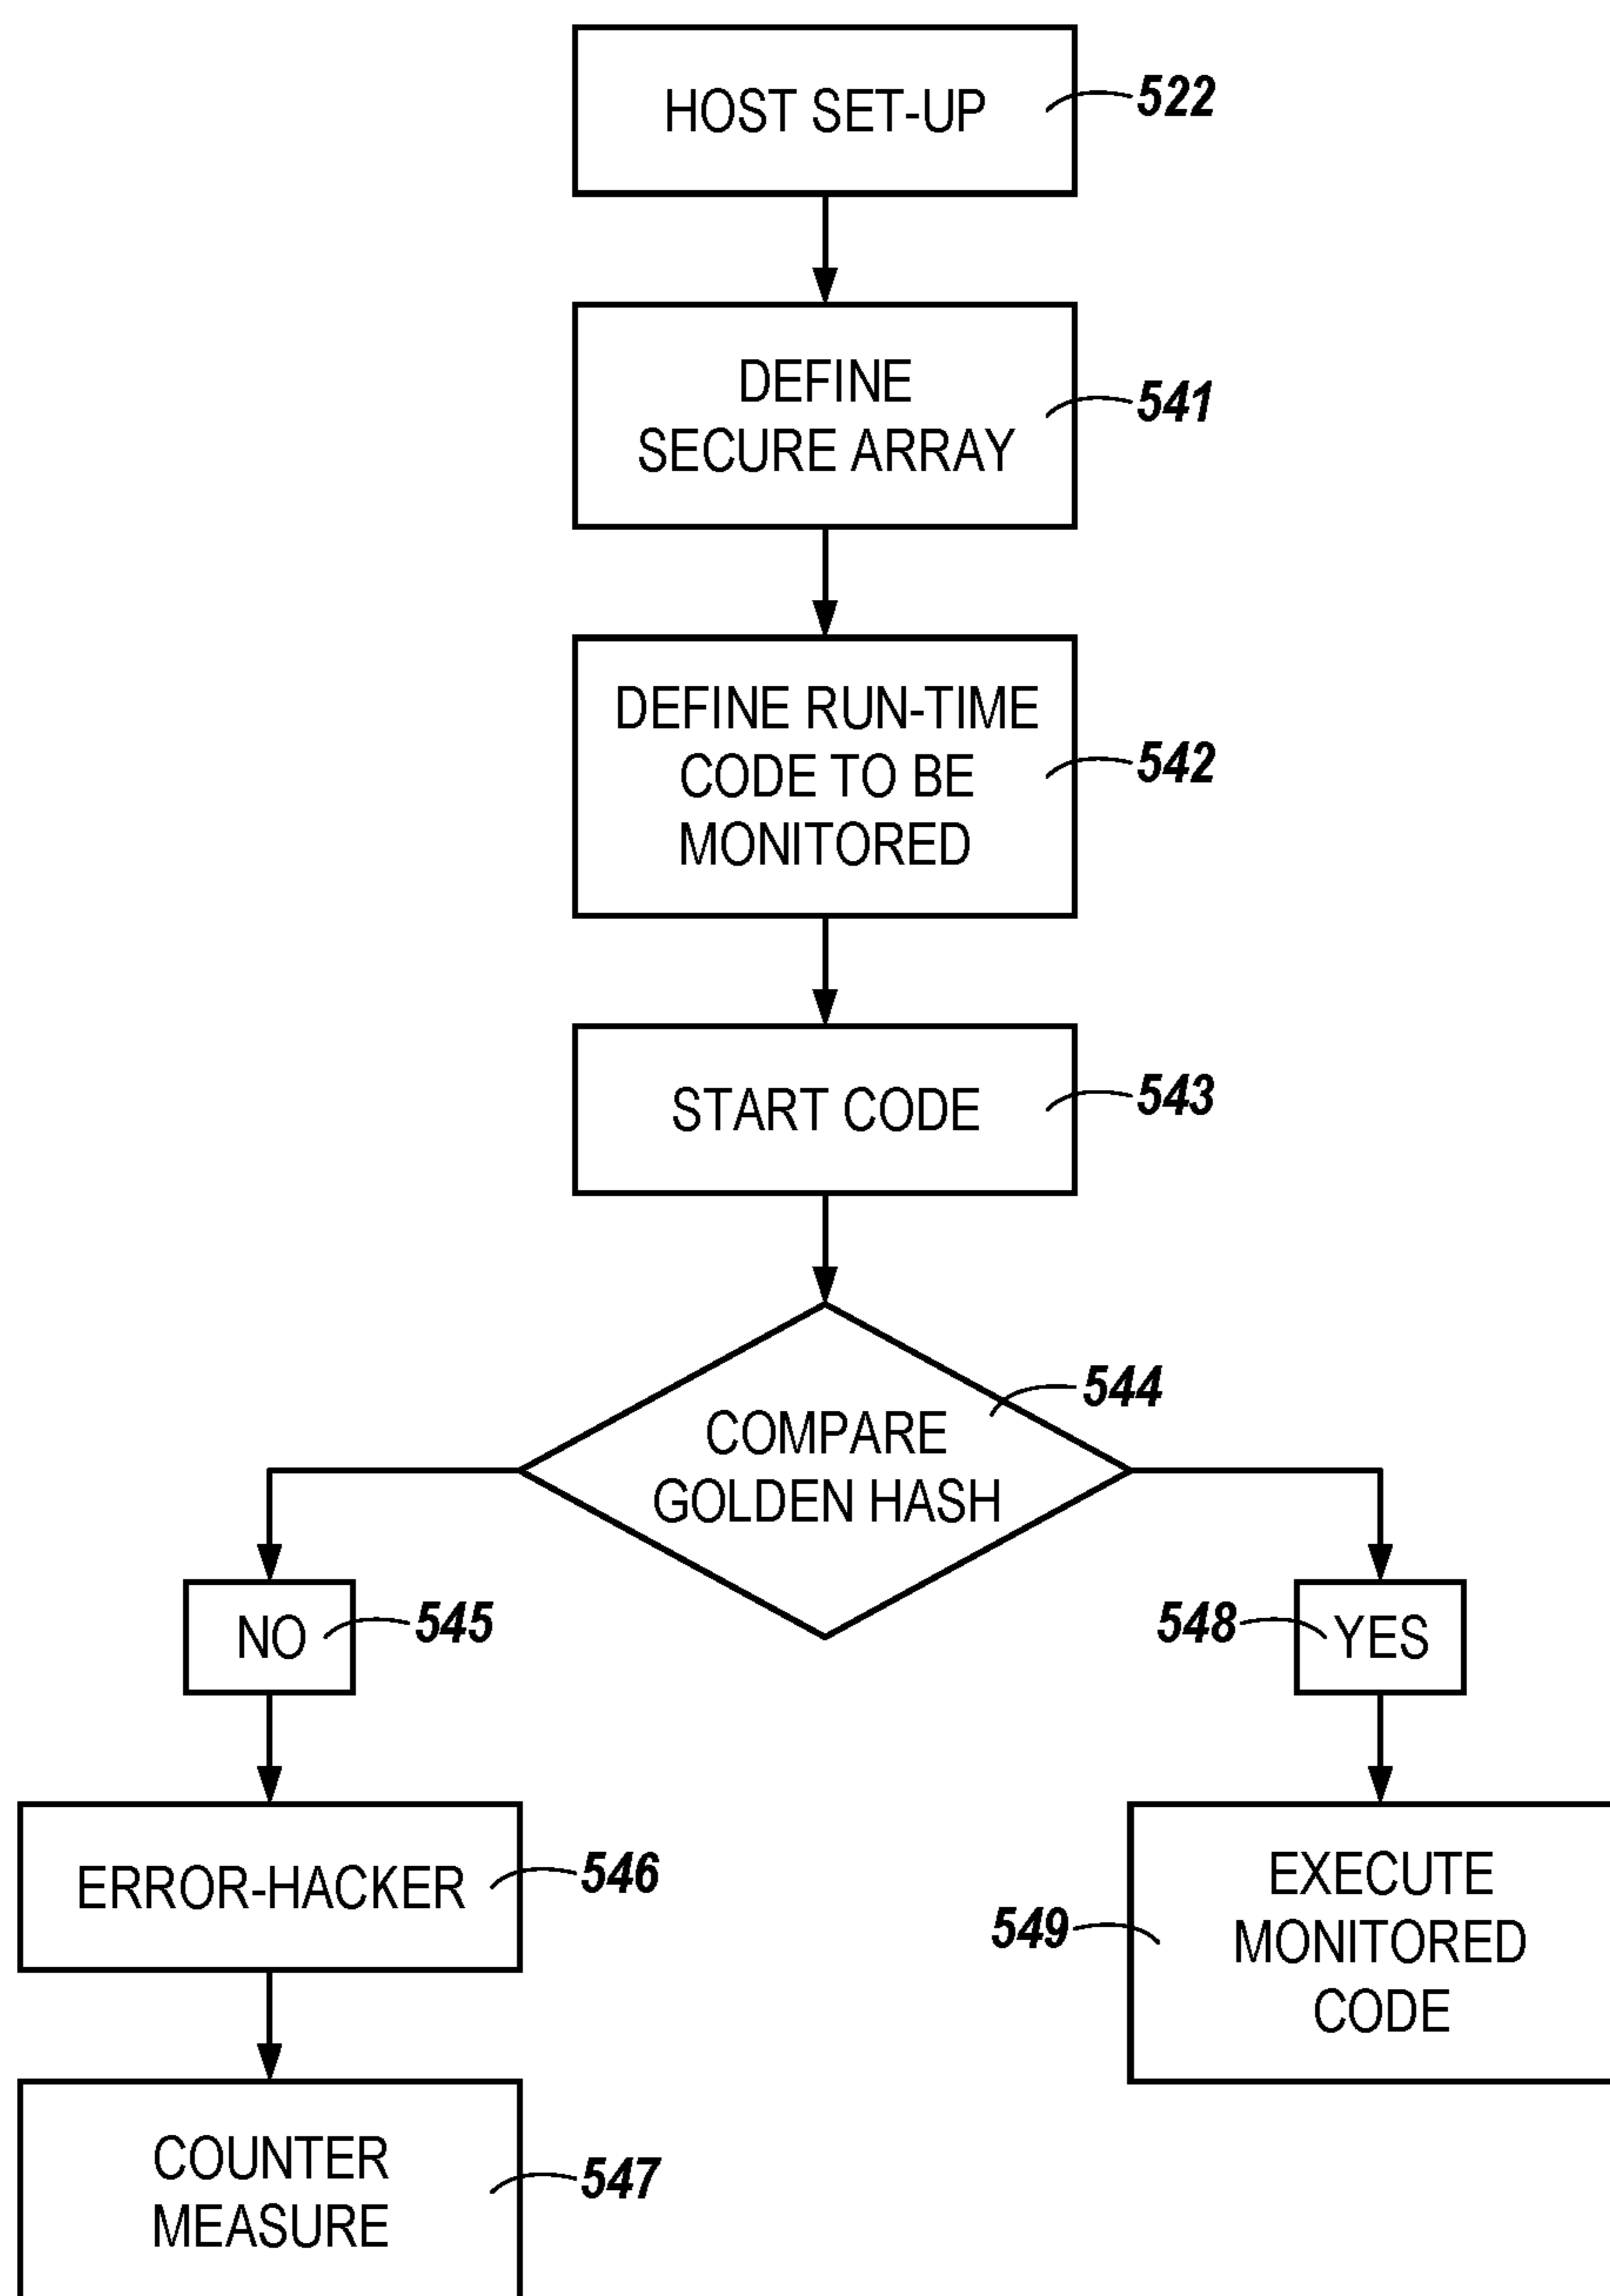 HOST SET-UP
522
DEFINE
SECURE ARRAY
541
DEFINE RUN-TIME
CODE TO BE
MONITORED
542
START CODE
543
COMPARE
GOLDEN HASH
544
NO
545
548
YES
ERROR-HACKER
546
549
EXECUTE
MONITORED
CODE
COUNTER
MEASURE
547